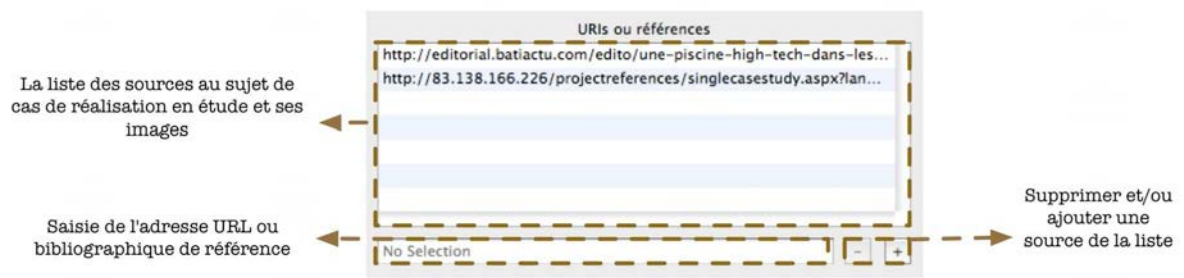 URIs ou références
http://editorial.batiactu.com/edito/une-piscine-high-tech-dans-les...
http://83.138.166.226/projectreferences/singlecasestudy.aspx?lan...
La liste des sources au sujet de
cas de réalisation en étude et ses
images
Saisie de l'adresse URL ou
bibliographique de référence
No Selection
-
+
Supprimer et/ou
ajouter une
source de la liste